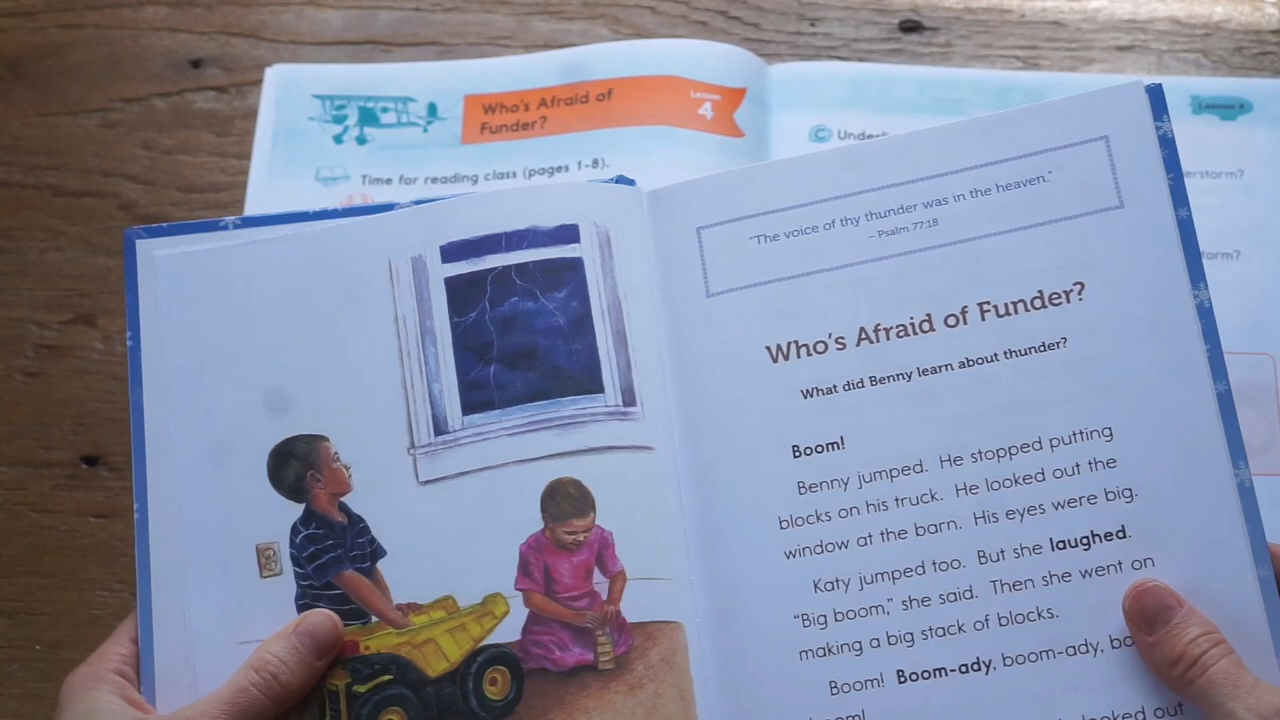 Who's Afraid of
Funder?
Lesson
4
Time for reading class (pages 1-8).
C
Lesson 4
"The voice of thy thunder was in the heaven."
– Psalm 77:18
Who's Afraid of Funder?
What did Benny learn about thunder?
Boom!
Benny jumped. He stopped putting
blocks on his truck. He looked out the
window at the barn. His eyes were big.
Katy jumped too. But she laughed.
"Big boom," she said. Then she went on
making a big stack of blocks.
Boom! Boom-ady, boom-ady,
looked out